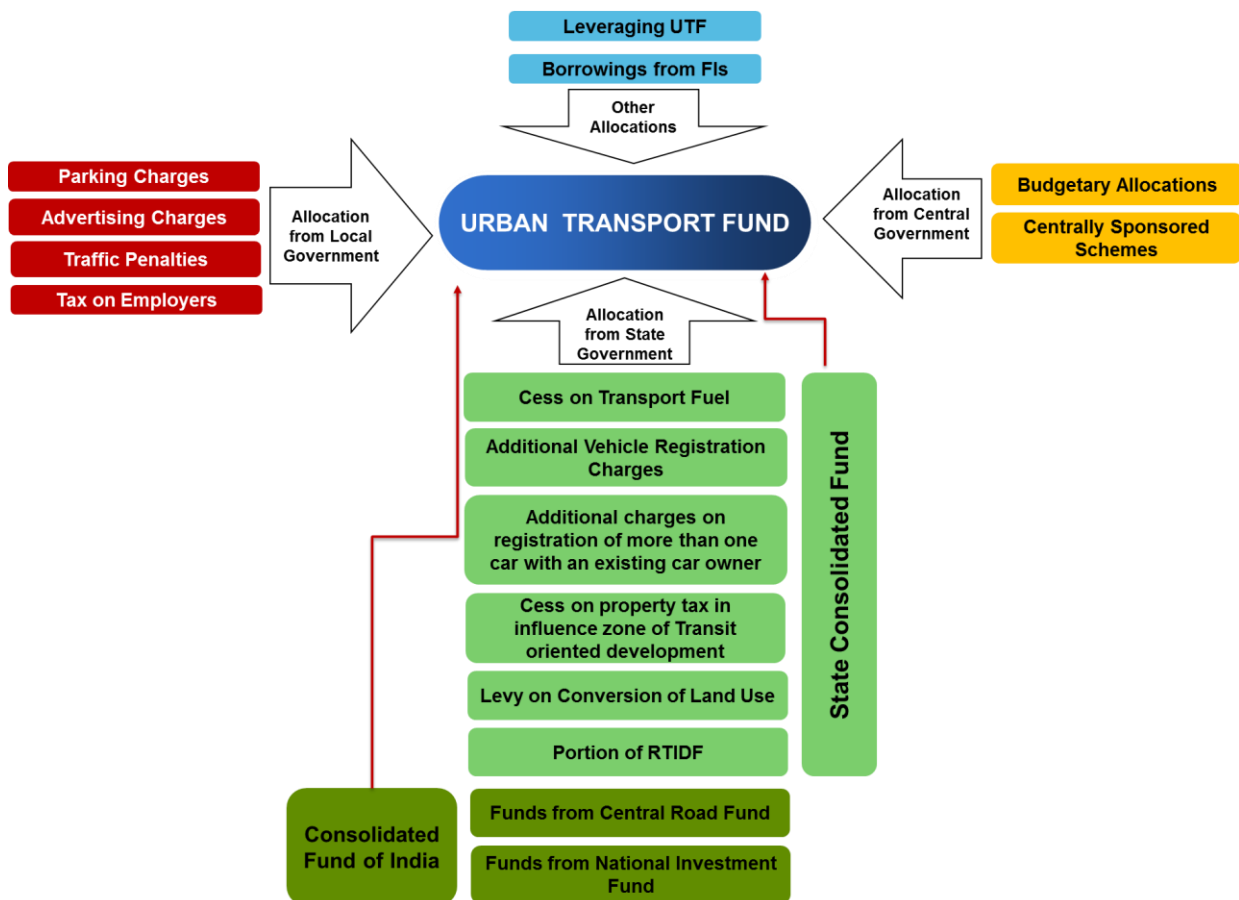 Leveraging UTF
Borrowings from FIs
Other
Allocations
Parking Charges
Advertising Charges
Traffic Penalties
Tax on Employers
Allocation
from Local
Government
URBAN TRANSPORT FUND
Allocation
from Central
Government
Budgetary Allocations
Centrally Sponsored
Schemes
Allocation
from State
Government
Cess on Transport Fuel
Additional Vehicle Registration
Charges
Additional charges on
registration of more than one
car with an existing car owner
Cess on property tax in
influence zone of Transit
oriented development
Levy on Conversion of Land Use
Portion of RTIDF
State Consolidated Fund
Consolidated
Fund of India
Funds from Central Road Fund
Funds from National Investment
Fund